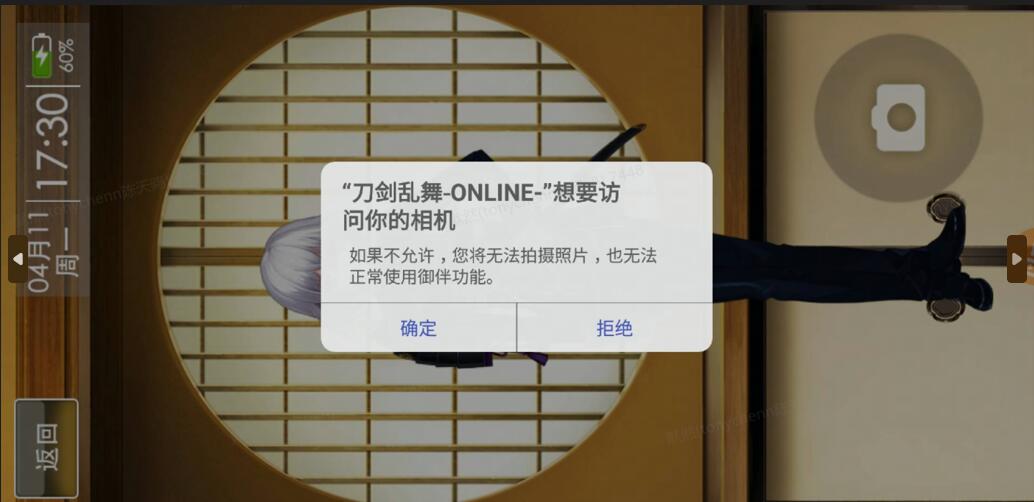 60%
17:30
04月11
周一
“刀剑乱舞-ONLINE-”想要访
问你的相机
如果不允许，您将无法拍摄照片，也无法
正常使用御伴功能。
确定
拒绝
返回